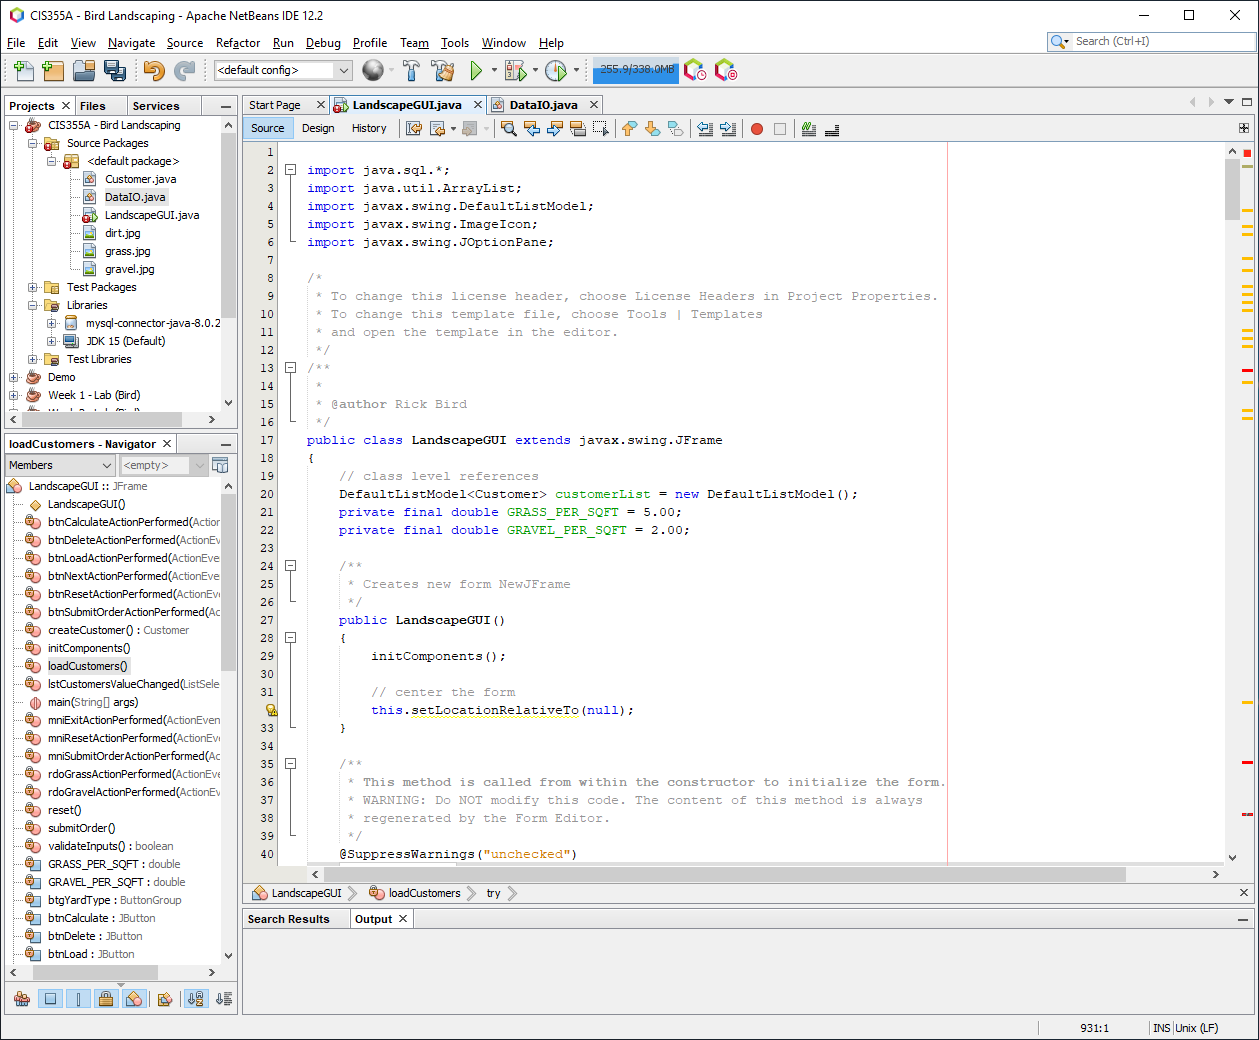 CIS355A - Bird Landscaping - Apache NetBeans IDE 12.2
File Edit View Navigate Source Refactor Run Debug Profile Team Tools Window Help
Search (Ctrl+I)
<default config>
255.9/338.0MB
Projects Files Services
CIS355A - Bird Landscaping
Source Packages
<default package>
Customer.java
DataIO.java
LandscapeGUI.java
dirt.jpg
grass.jpg
gravel.jpg
Test Packages
Libraries
mysql-connector-java-8.0.2
JDK 15 (Default)
Test Libraries
Demo
Week 1 - Lab (Bird)
loadCustomers - Navigator
Members
<empty>
LandscapeGUI :: JFrame
LandscapeGUI()
btnCalculateActionPerformed(Action
btnDeleteActionPerformed(ActionEv
btnLoadActionPerformed(ActionEve
btnNextActionPerformed(ActionEve
btnResetActionPerformed(ActionEve
btnSubmitOrderActionPerformed(Ac
createCustomer() : Customer
initComponents()
loadCustomers()
lstCustomersValueChanged(ListSele
main(String[] args)
mniExitActionPerformed(ActionEven
mniResetActionPerformed(ActionEve
mniSubmitOrderActionPerformed(Ac
rdoGrassActionPerformed(ActionEve
rdoGravelActionPerformed(ActionEv
reset()
submitOrder()
validateInputs() : boolean
GRASS_PER_SQFT : double
GRAVEL_PER_SQFT : double
btgYardType : ButtonGroup
btnCalculate : JButton
btnDelete : JButton
btnLoad : JButton
Start Page LandscapeGUI.java DataIO.java
Source Design History
1
2 import java.sql.*;
3 import java.util.ArrayList;
4 import javax.swing.DefaultListModel;
5 import javax.swing.ImageIcon;
6 import javax.swing.JOptionPane;
7
8 /*
9 * To change this license header, choose License Headers in Project Properties.
10 * To change this template file, choose Tools | Templates
11 * and open the template in the editor.
12 */
13 /**
14 *
15 * @author Rick Bird
16 */
17 public class LandscapeGUI extends javax.swing.JFrame
18 {
19 // class level references
20 DefaultListModel<Customer> customerList = new DefaultListModel();
21 private final double GRASS_PER_SQFT = 5.00;
22 private final double GRAVEL_PER_SQFT = 2.00;
23
24 /**
25 * Creates new form NewJFrame
26 */
27 public LandscapeGUI()
28 {
29 initComponents();
30
31 // center the form
this.setLocationRelativeTo(null);
33 }
34
35 /**
36 * This method is called from within the constructor to initialize the form.
37 * WARNING: Do NOT modify this code. The content of this method is always
38 * regenerated by the Form Editor.
39 */
40 @SuppressWarnings("unchecked")
LandscapeGUI loadCustomers try
Search Results Output
931:1 INS Unix (LF)